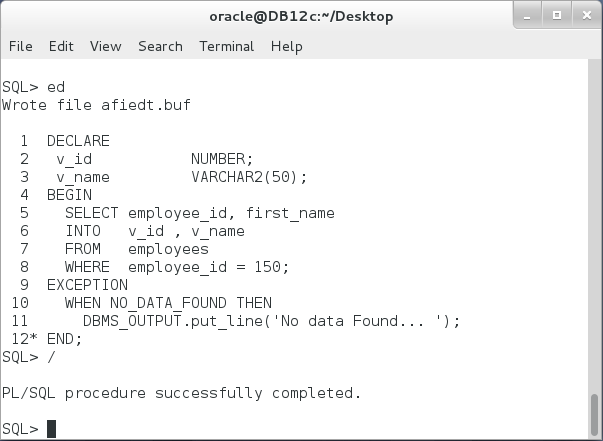 oracle@DB12c:~/Desktop
File Edit View Search Terminal Help
SQL> ed
Wrote file afiedt.buf
1 DECLARE
2 v_id NUMBER;
3 v_name VARCHAR2(50);
4 BEGIN
5 SELECT employee_id, first_name
6 INTO v_id , v_name
7 FROM employees
8 WHERE employee_id = 150;
9 EXCEPTION
10 WHEN NO_DATA_FOUND THEN
11 DBMS_OUTPUT.put_line('No data Found... ');
12* END;
SQL> /
PL/SQL procedure successfully completed.
SQL>